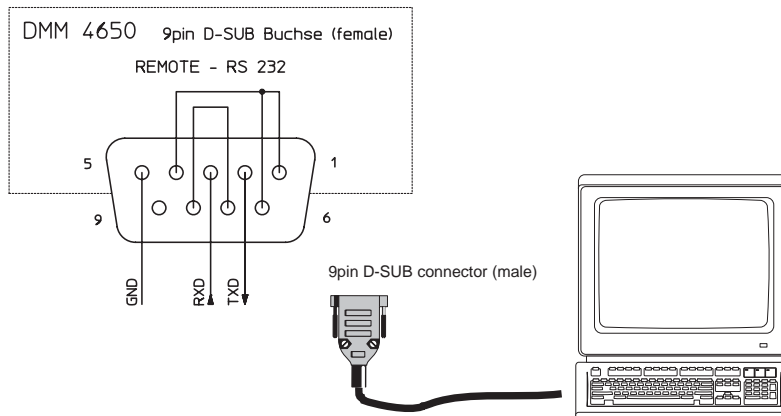 DMM 4650 9pin D-SUB Buchse (female)
REMOTE - RS 232
5
1
9
6
GND
RXD
TXD
9pin D-SUB connector (male)